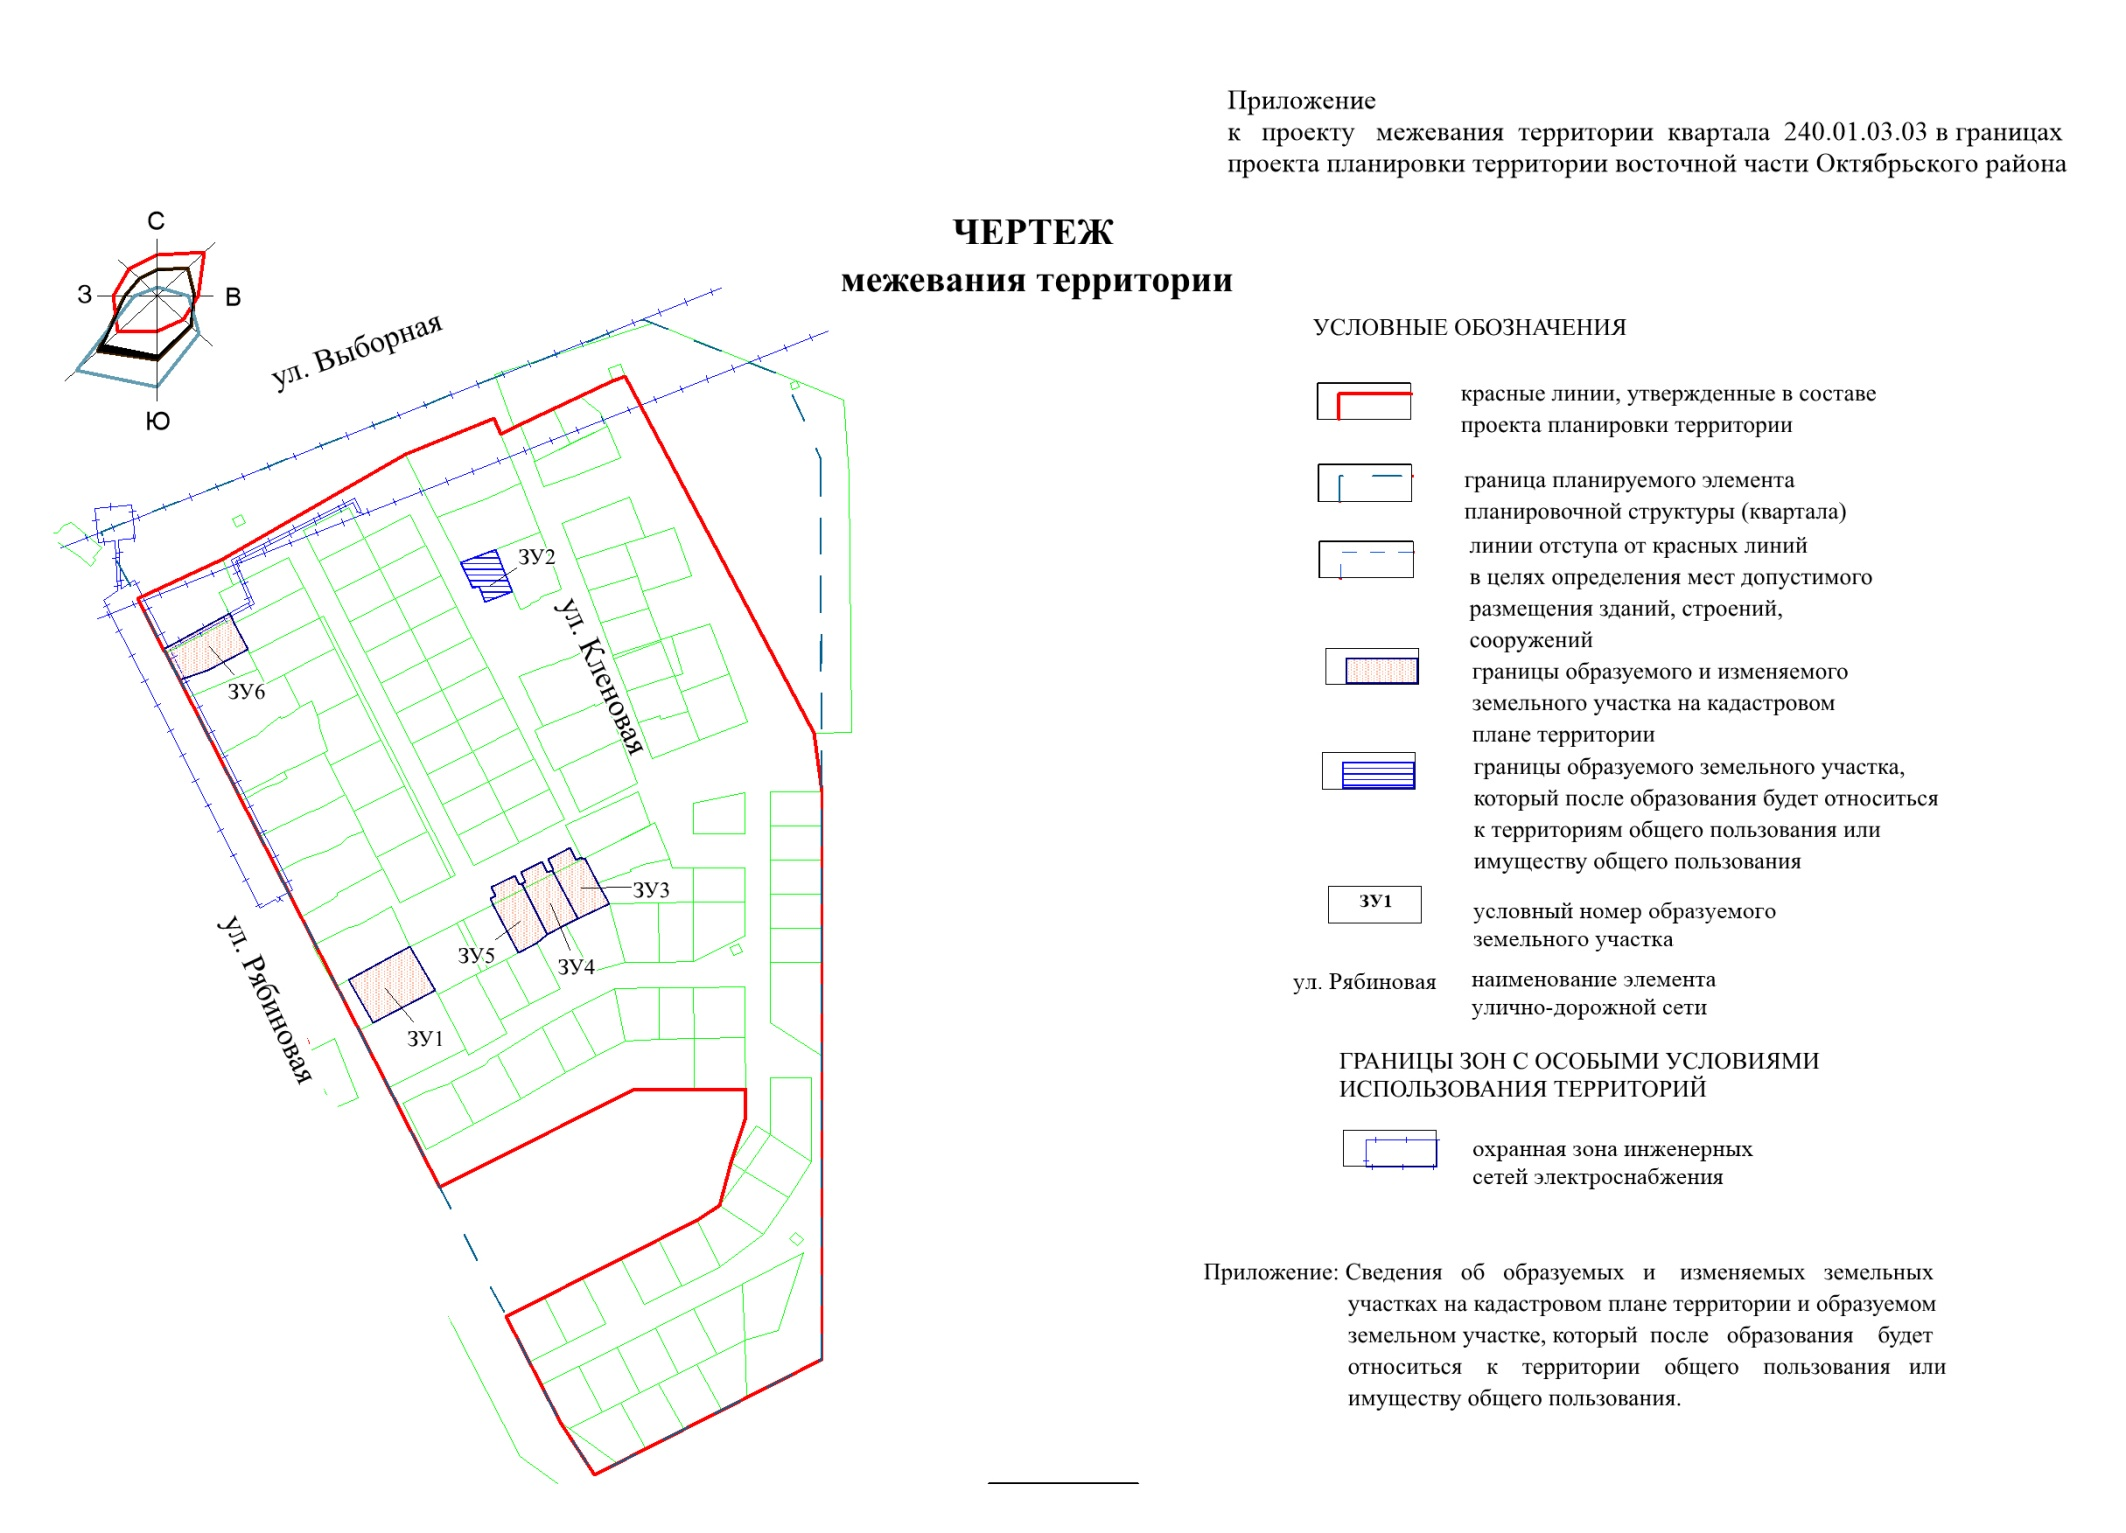 Приложение
к проекту межевания территории квартала 240.01.03.03 в границах
проекта планировки территории восточной части Октябрьского района
ЧЕРТЕЖ
межевания территории
С
З
В
Ю
ул. Выборная
ЗУ2
ул. Кленовая
ЗУ6
ЗУ3
ЗУ5
ЗУ4
ЗУ1
ул. Рябиновая
УСЛОВНЫЕ ОБОЗНАЧЕНИЯ
красные линии, утвержденные в составе
проекта планировки территории
граница планируемого элемента
планировочной структуры (квартала)
линии отступа от красных линий
в целях определения мест допустимого
размещения зданий, строений,
сооружений
границы образуемого и изменяемого
земельного участка на кадастровом
плане территории
границы образуемого земельного участка,
который после образования будет относиться
к территориям общего пользования или
имуществу общего пользования
ЗУ1
условный номер образуемого
земельного участка
ул. Рябиновая
наименование элемента
улично-дорожной сети
ГРАНИЦЫ ЗОН С ОСОБЫМИ УСЛОВИЯМИ
ИСПОЛЬЗОВАНИЯ ТЕРРИТОРИЙ
охранная зона инженерных
сетей электроснабжения
Приложение: Сведения об образуемых и изменяемых земельных
участках на кадастровом плане территории и образуемом
земельном участке, который после образования будет
относиться к территории общего пользования или
имуществу общего пользования.